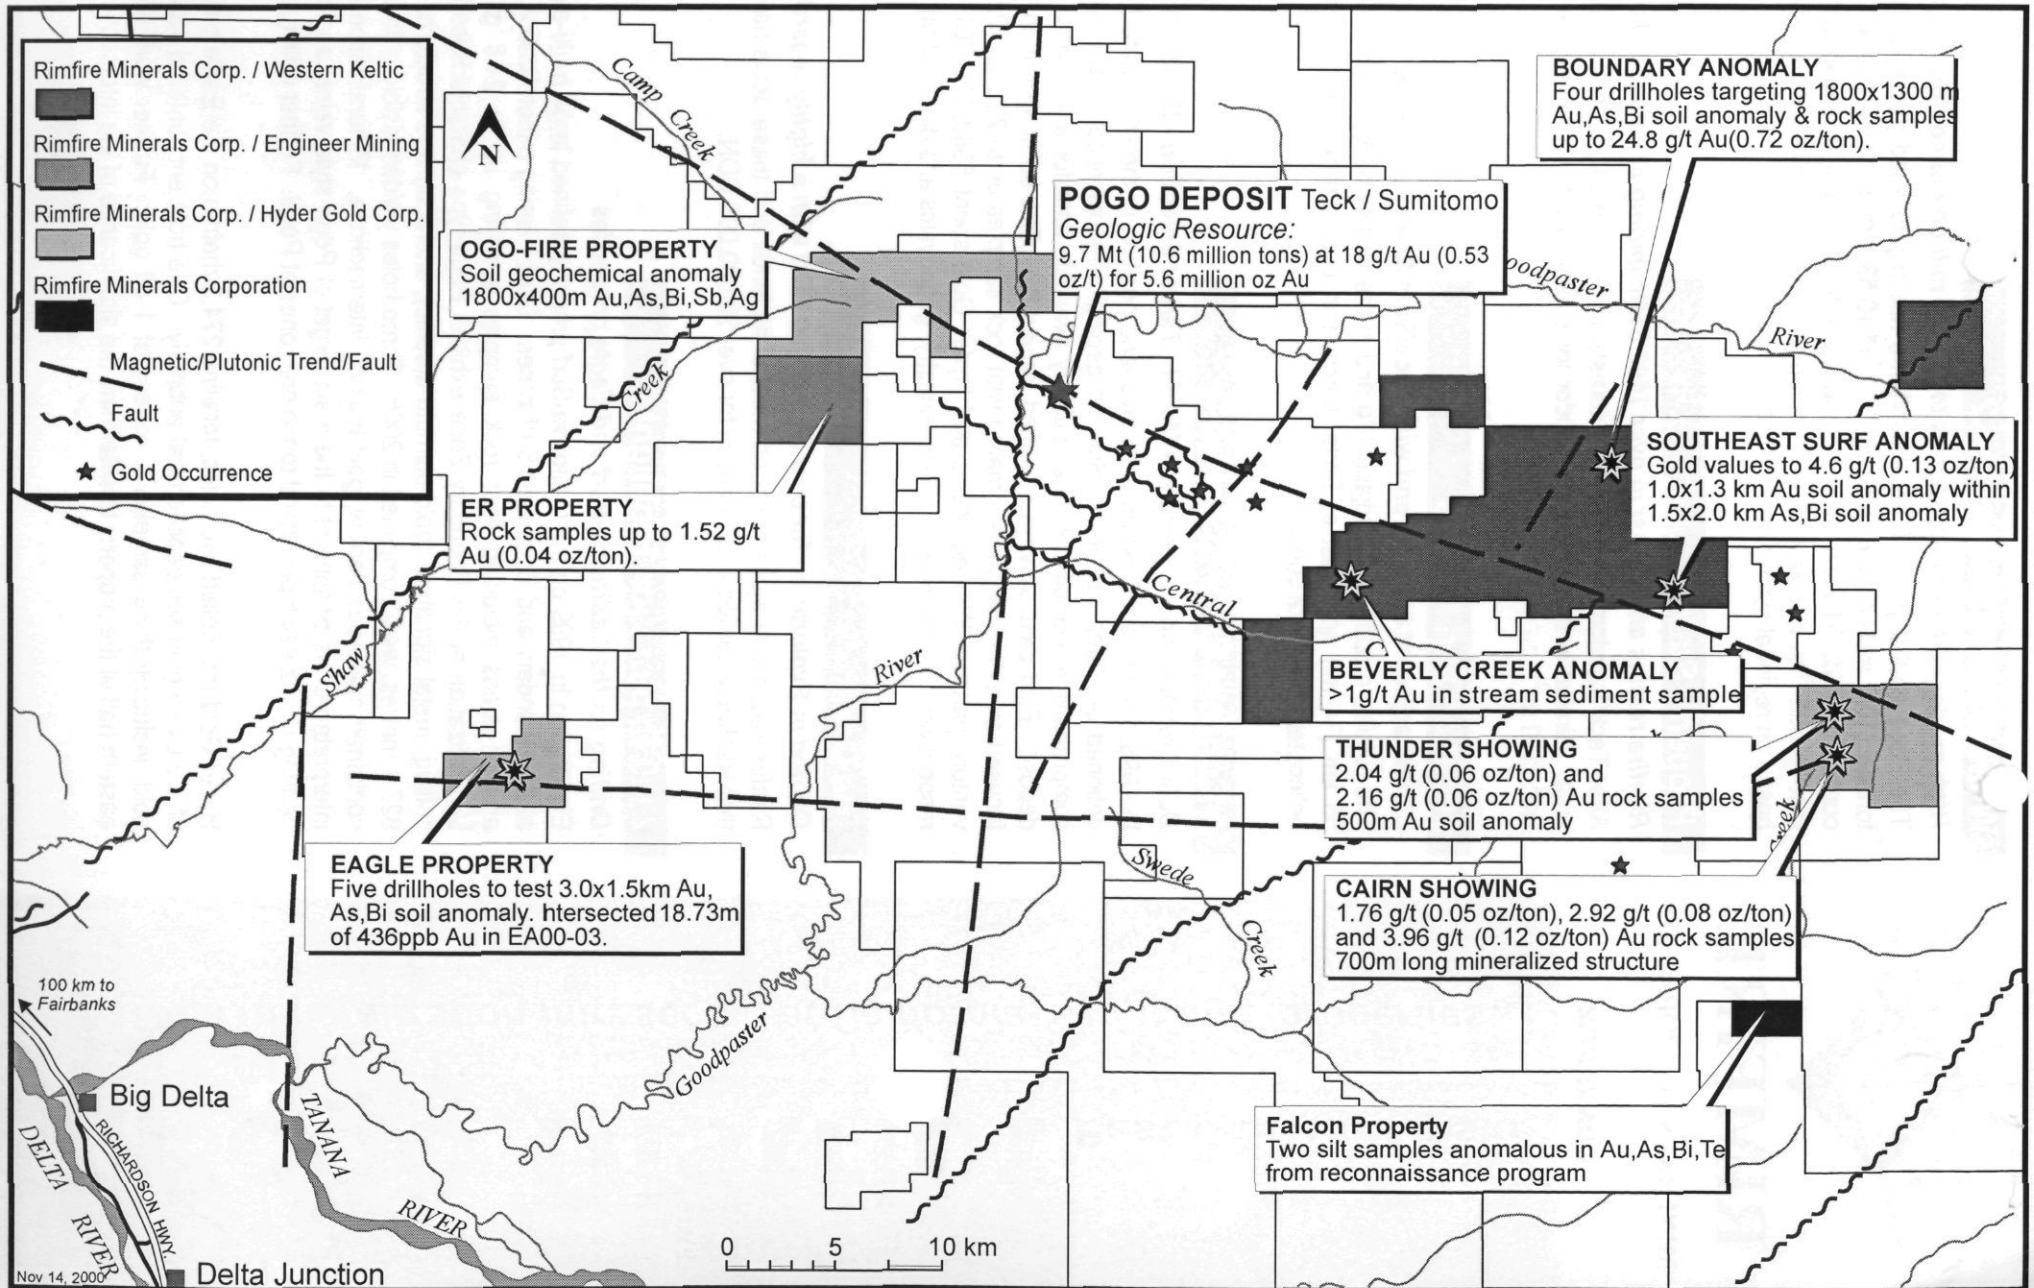 Rimfire Minerals Corp. / Western Keltic
Rimfire Minerals Corp. / Engineer Mining
Rimfire Minerals Corp. / Hyder Gold Corp.
Rimfire Minerals Corporation
Magnetic/Plutonic Trend/Fault
Fault
Gold Occurrence
N
Camp
Creek
OGO-FIRE PROPERTY
Soil geochemical anomaly
1800x400m Au,As,Bi,Sb,Ag
POGO DEPOSIT Teck / Sumitomo
Geologic Resource:
9.7 Mt (10.6 million tons) at 18 g/t Au (0.53
oz/t) for 5.6 million oz Au
BOUNDARY ANOMALY
Four drillholes targeting 1800x1300 m
Au,As,Bi soil anomaly & rock samples
up to 24.8 g/t Au(0.72 oz/ton).
oodpaster
River
Creek
SOUTHEAST SURF ANOMALY
Gold values to 4.6 g/t (0.13 oz/ton)
1.0x1.3 km Au soil anomaly within
1.5x2.0 km As,Bi soil anomaly
ER PROPERTY
Rock samples up to 1.52 g/t
Au (0.04 oz/ton).
Central
C
Shaw
River
BEVERLY CREEK ANOMALY
>1g/t Au in stream sediment sample
THUNDER SHOWING
2.04 g/t (0.06 oz/ton) and
2.16 g/t (0.06 oz/ton) Au rock samples
500m Au soil anomaly
reek
EAGLE PROPERTY
Five drillholes to test 3.0x1.5km Au,
As,Bi soil anomaly. htersected 18.73m
of 436ppb Au in EA00-03.
Swede
Creek
CAIRN SHOWING
1.76 g/t (0.05 oz/ton), 2.92 g/t (0.08 oz/ton)
and 3.96 g/t (0.12 oz/ton) Au rock samples
700m long mineralized structure
100 km to
Fairbanks
Goodpaster
Big Delta
TANANA
RIVER
DELTA
RIVER
RICHARDSON HWY.
Falcon Property
Two silt samples anomalous in Au,As,Bi,Te
from reconnaissance program
0 5 10 km
Nov 14, 2000
Delta Junction